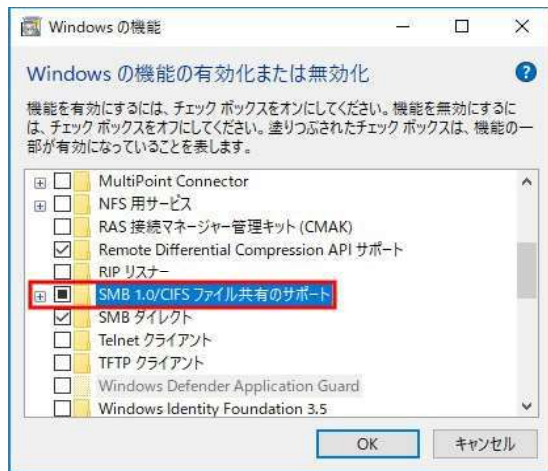 Windows の機能
Windows の機能の有効化または無効化
機能を有効にするには、チェック ボックスをオンにしてください。機能を無効にするに
は、チェック ボックスをオフにしてください。塗りつぶされたチェック ボックスは、機能の一
部が有効になっていることを表します。
MultiPoint Connector
NFS 用サービス
RAS 接続マネージャー管理キット (CMAK)
Remote Differential Compression API サポート
RIP リスナー
SMB 1.0/CIFS ファイル共有のサポート
SMB ダイレクト
Telnet クライアント
TFTP クライアント
Windows Defender Application Guard
Windows Identity Foundation 3.5
OK
キャンセル